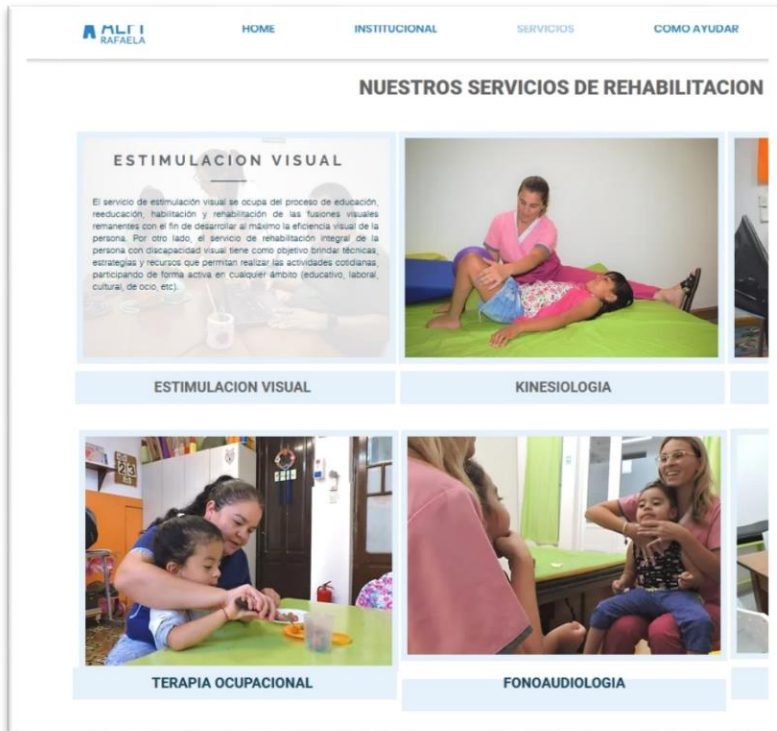 ALPI
RAFAELA
HOME INSTITUCIONAL SERVICIOS COMO AYUDAR
NUESTROS SERVICIOS DE REHABILITACION
ESTIMULACION VISUAL
El servicio de estimulación visual se ocupa del proceso de educación,
reeducación, habilitación y rehabilitación de las fusiones visuales
remanentes con el fin de desarrollar al máximo la eficiencia visual de la
persona. Por otro lado, el servicio de rehabilitación integral de la
persona con discapacidad visual tiene como objetivo brindar técnicas,
estrategias y recursos que permitan realizar las actividades cotidianas,
participando de forma activa en cualquier ámbito (educativo, laboral,
cultural, de ocio, etc).
ESTIMULACION VISUAL
KINESIOLOGIA
TERAPIA OCUPACIONAL
FONOAUDIOLOGIA